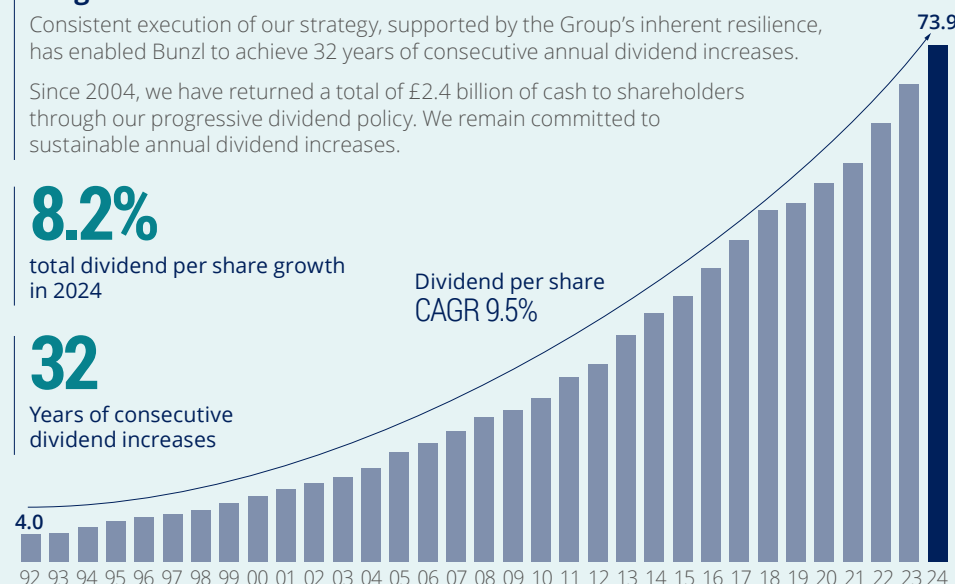 Consistent execution of our strategy, supported by the Group’s inherent resilience,
has enabled Bunzl to achieve 32 years of consecutive annual dividend increases.
Since 2004, we have returned a total of £2.4 billion of cash to shareholders
through our progressive dividend policy. We remain committed to
sustainable annual dividend increases.
8.2%
total dividend per share growth
in 2024
32
Years of consecutive
dividend increases
Dividend per share
CAGR 9.5%
73.9
4.0
92 93 94 95 96 97 98 99 00 01 02 03 04 05 06 07 08 09 10 11 12 13 14 15 16 17 18 19 20 21 22 23 24